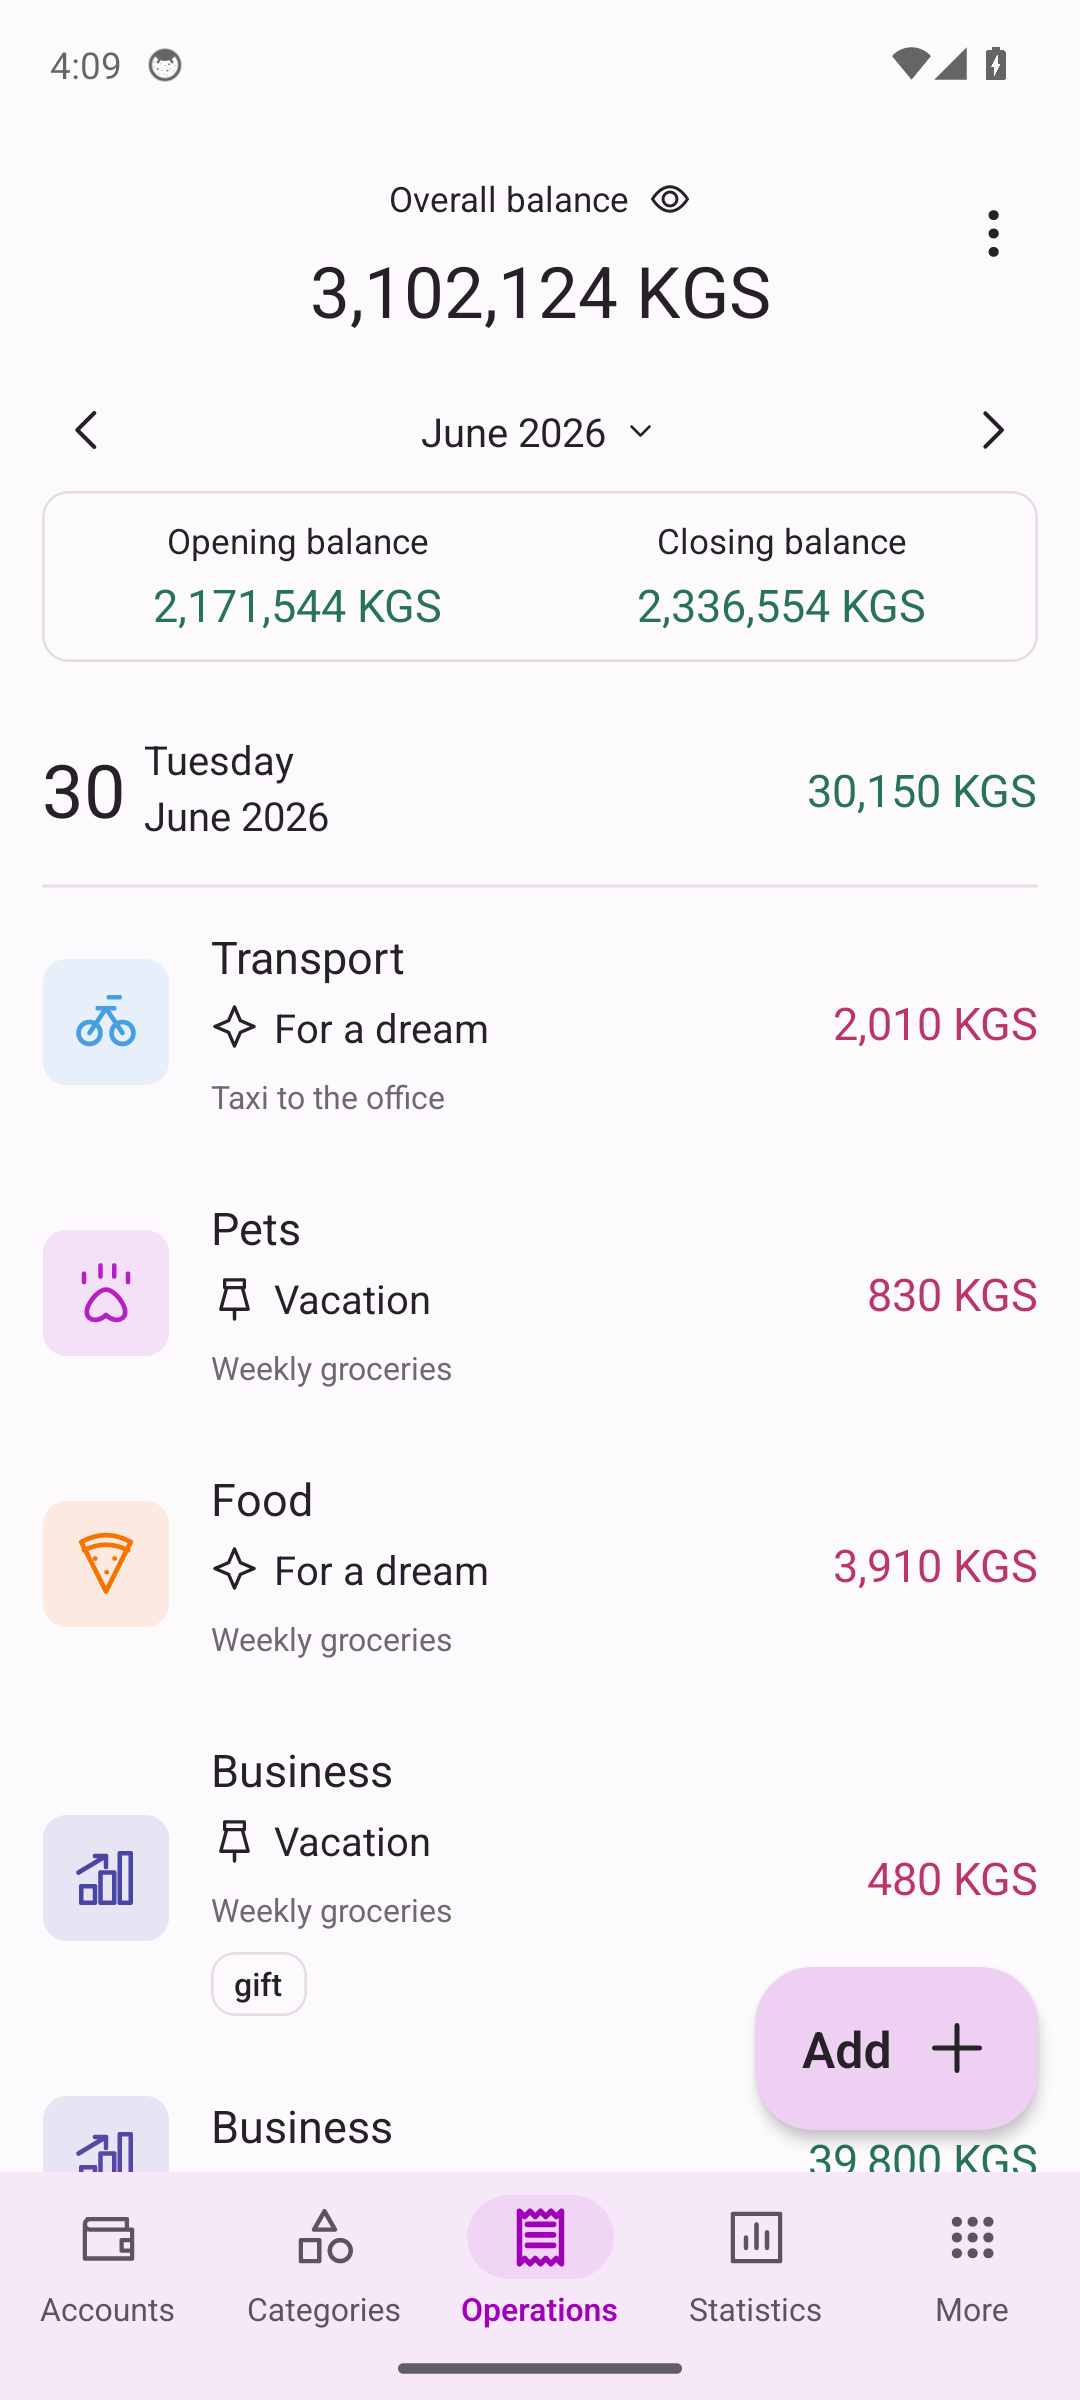 4:09
Overall balance
3,102,124 KGS
June 2026
Opening balance
2,171,544 KGS
Closing balance
2,336,554 KGS
30
Tuesday
June 2026
30,150 KGS
Transport
For a dream
2,010 KGS
Taxi to the office
Pets
Vacation
830 KGS
Weekly groceries
Food
For a dream
3,910 KGS
Weekly groceries
Business
Vacation
480 KGS
Weekly groceries
gift
Add
Business
39,800 KGS
Accounts
Categories
Operations
Statistics
More